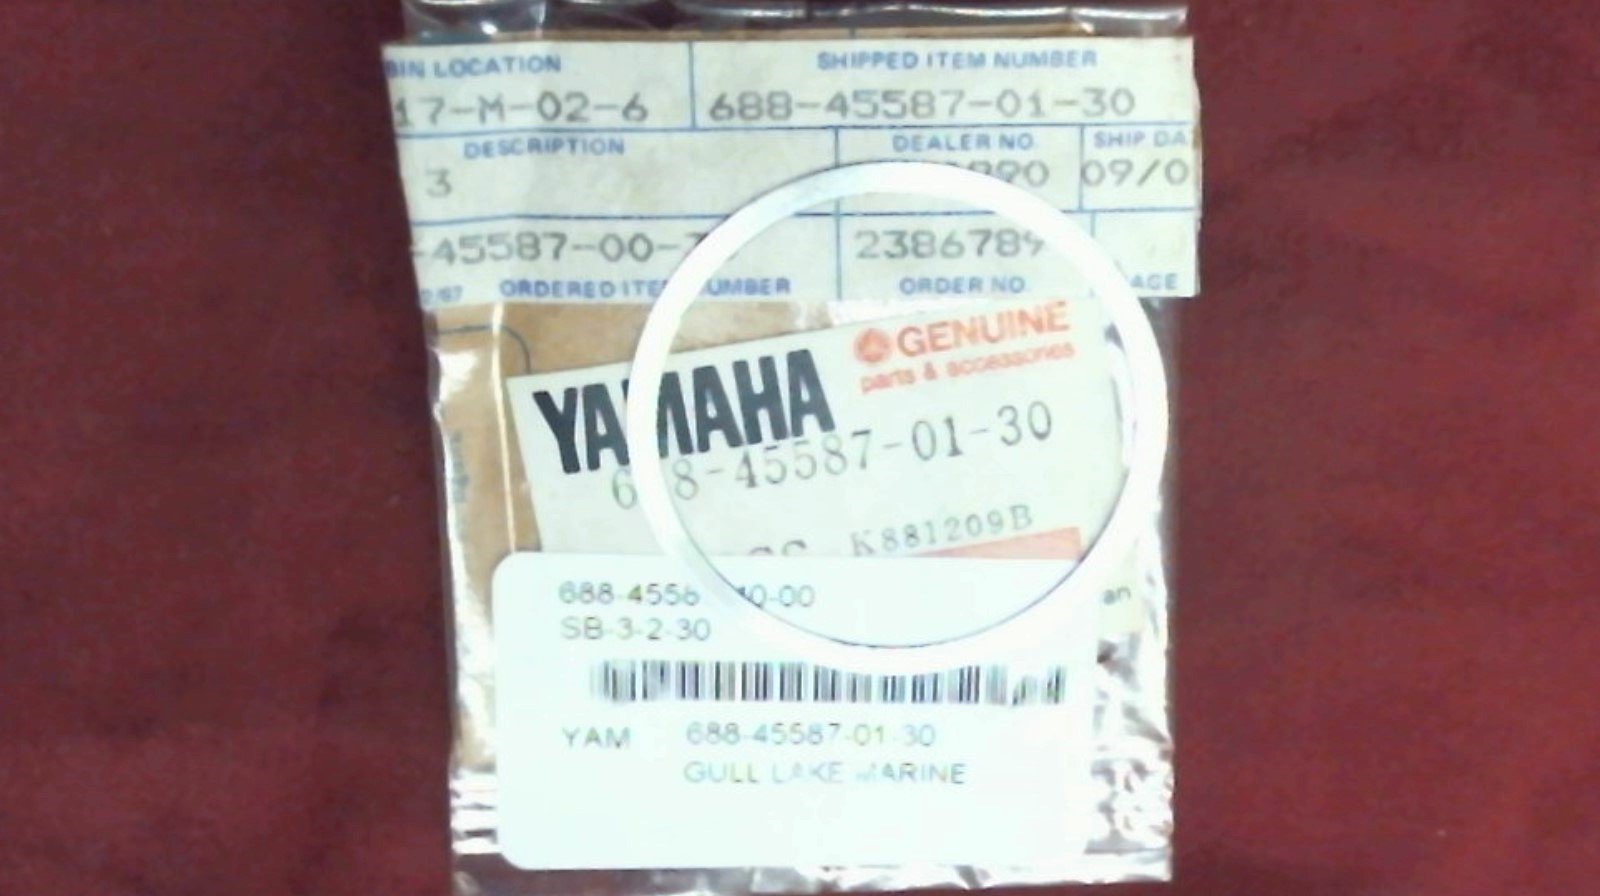 BIN LOCATION SHIPPED ITEM NUMBER
17-M-02-6 688-45587-01-30
DESCRIPTION DEALER NO. SHIP DA
3 09/0
-45587-00- 2386789
ORDERED ITEM NUMBER ORDER NO.
GENUINE
parts & accessories
YAMAHA
688-45587-01-30
K881209B
SB-3-2-30
YAM 688-45587-01-30
GULL LAKE MARINE